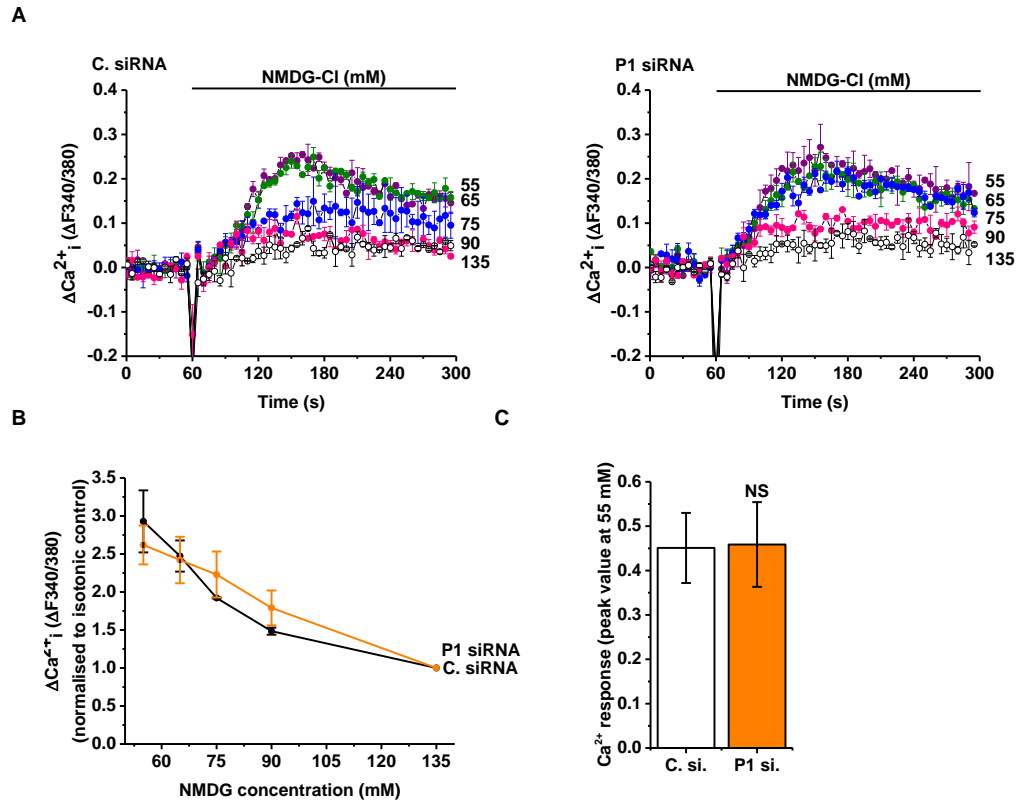 A
C. siRNA
NMDG-Cl (mM)
ΔCa²⁺ᵢ (ΔF340/380)
0.4
0.3
0.2
0.1
0.0
-0.1
-0.2
55
65
75
90
135
0 60 120 180 240 300
Time (s)
P1 siRNA
NMDG-Cl (mM)
ΔCa²⁺ᵢ (ΔF340/380)
0.4
0.3
0.2
0.1
0.0
-0.1
-0.2
55
65
75
90
135
0 60 120 180 240 300
Time (s)
B
ΔCa²⁺ᵢ (ΔF340/380)
(normalised to isotonic control)
3.5
3.0
2.5
2.0
1.5
1.0
0.5
0.0
P1 siRNA
C. siRNA
60 75 90 105 120 135
NMDG concentration (mM)
C
Ca²⁺ response (peak value at 55 mM)
0.6
0.5
0.4
0.3
0.2
0.1
0.0
NS
C. si. P1 si.